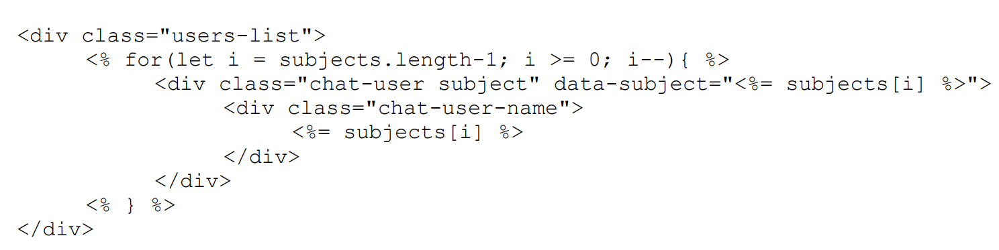 <div class="users-list">
<% for(let i = subjects.length-1; i >= 0; i--){ %>
<div class="chat-user subject" data-subject="<%= subjects[i] %>">
<div class="chat-user-name">
<%= subjects[i] %>
</div>
</div>
<% } %>
</div>